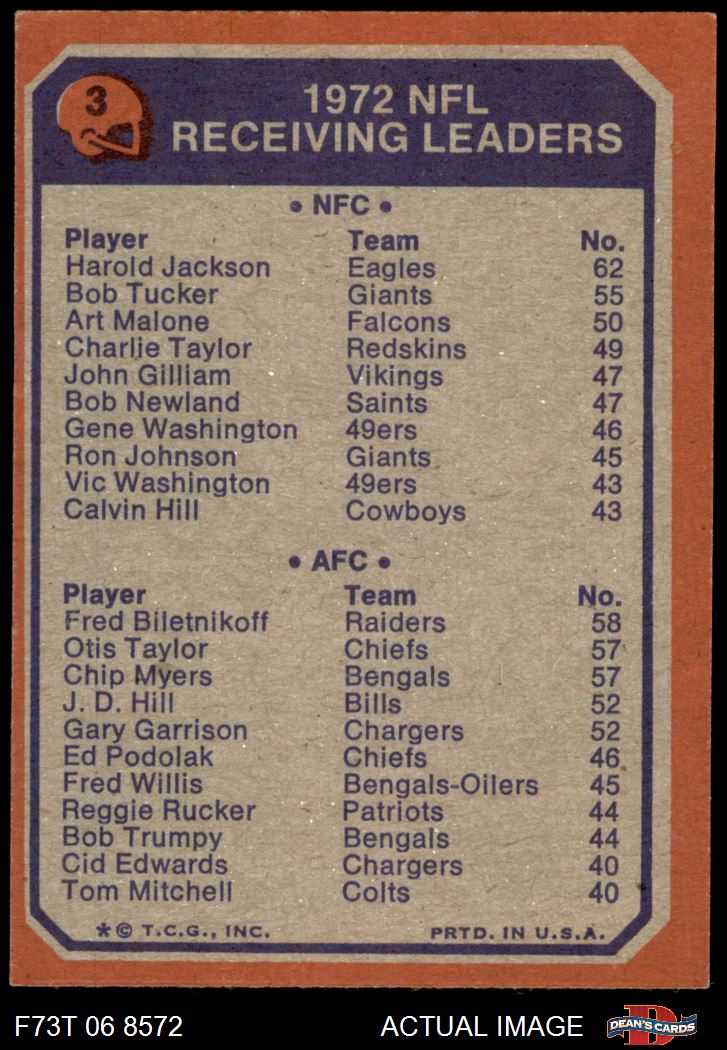 3
1972 NFL
RECEIVING LEADERS
• NFC •
Player Team No.
Harold Jackson Eagles 62
Bob Tucker Giants 55
Art Malone Falcons 50
Charlie Taylor Redskins 49
John Gilliam Vikings 47
Bob Newland Saints 47
Gene Washington 49ers 46
Ron Johnson Giants 45
Vic Washington 49ers 43
Calvin Hill Cowboys 43
• AFC •
Player Team No.
Fred Biletnikoff Raiders 58
Otis Taylor Chiefs 57
Chip Myers Bengals 57
J. D. Hill Bills 52
Gary Garrison Chargers 52
Ed Podolak Chiefs 46
Fred Willis Bengals-Oilers 45
Reggie Rucker Patriots 44
Bob Trumpy Bengals 44
Cid Edwards Chargers 40
Tom Mitchell Colts 40
*© T.C.G., INC. PRTD. IN U.S.A.
F73T 06 8572 ACTUAL IMAGE D DEAN'S CARDS